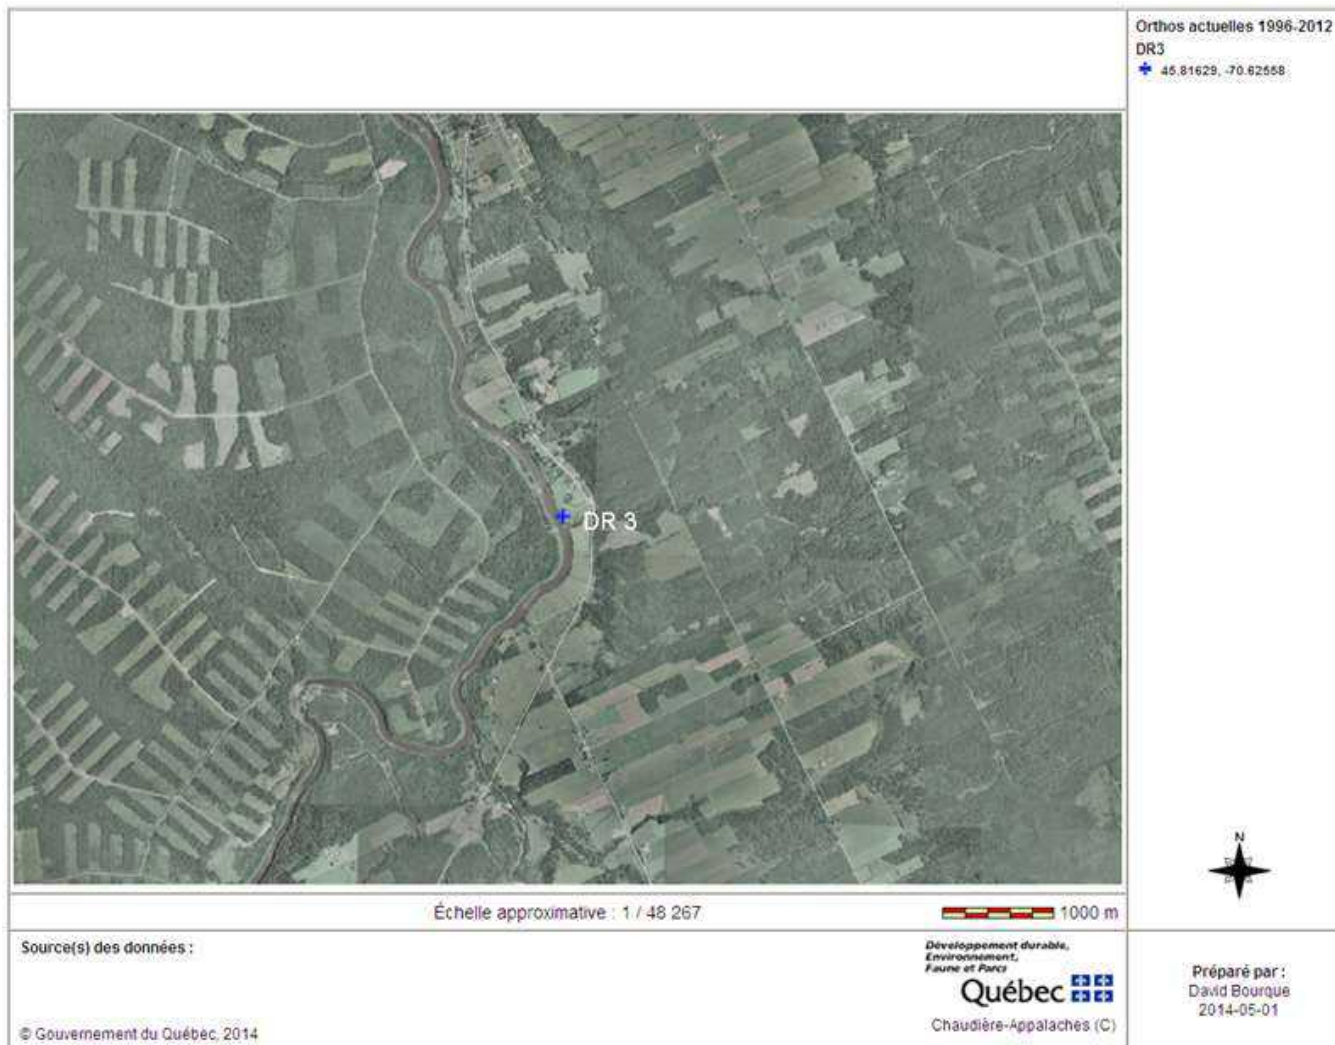 Orthos actuelles 1996-2012
DR3
45.81629, -70.62558
DR 3
N
Échelle approximative : 1 / 48 267
1000 m
Source(s) des données :
Développement durable,
Environnement,
Faune et Parcs
Québec
Chaudière-Appalaches (C)
© Gouvernement du Québec, 2014
Préparé par :
David Bourque
2014-05-01